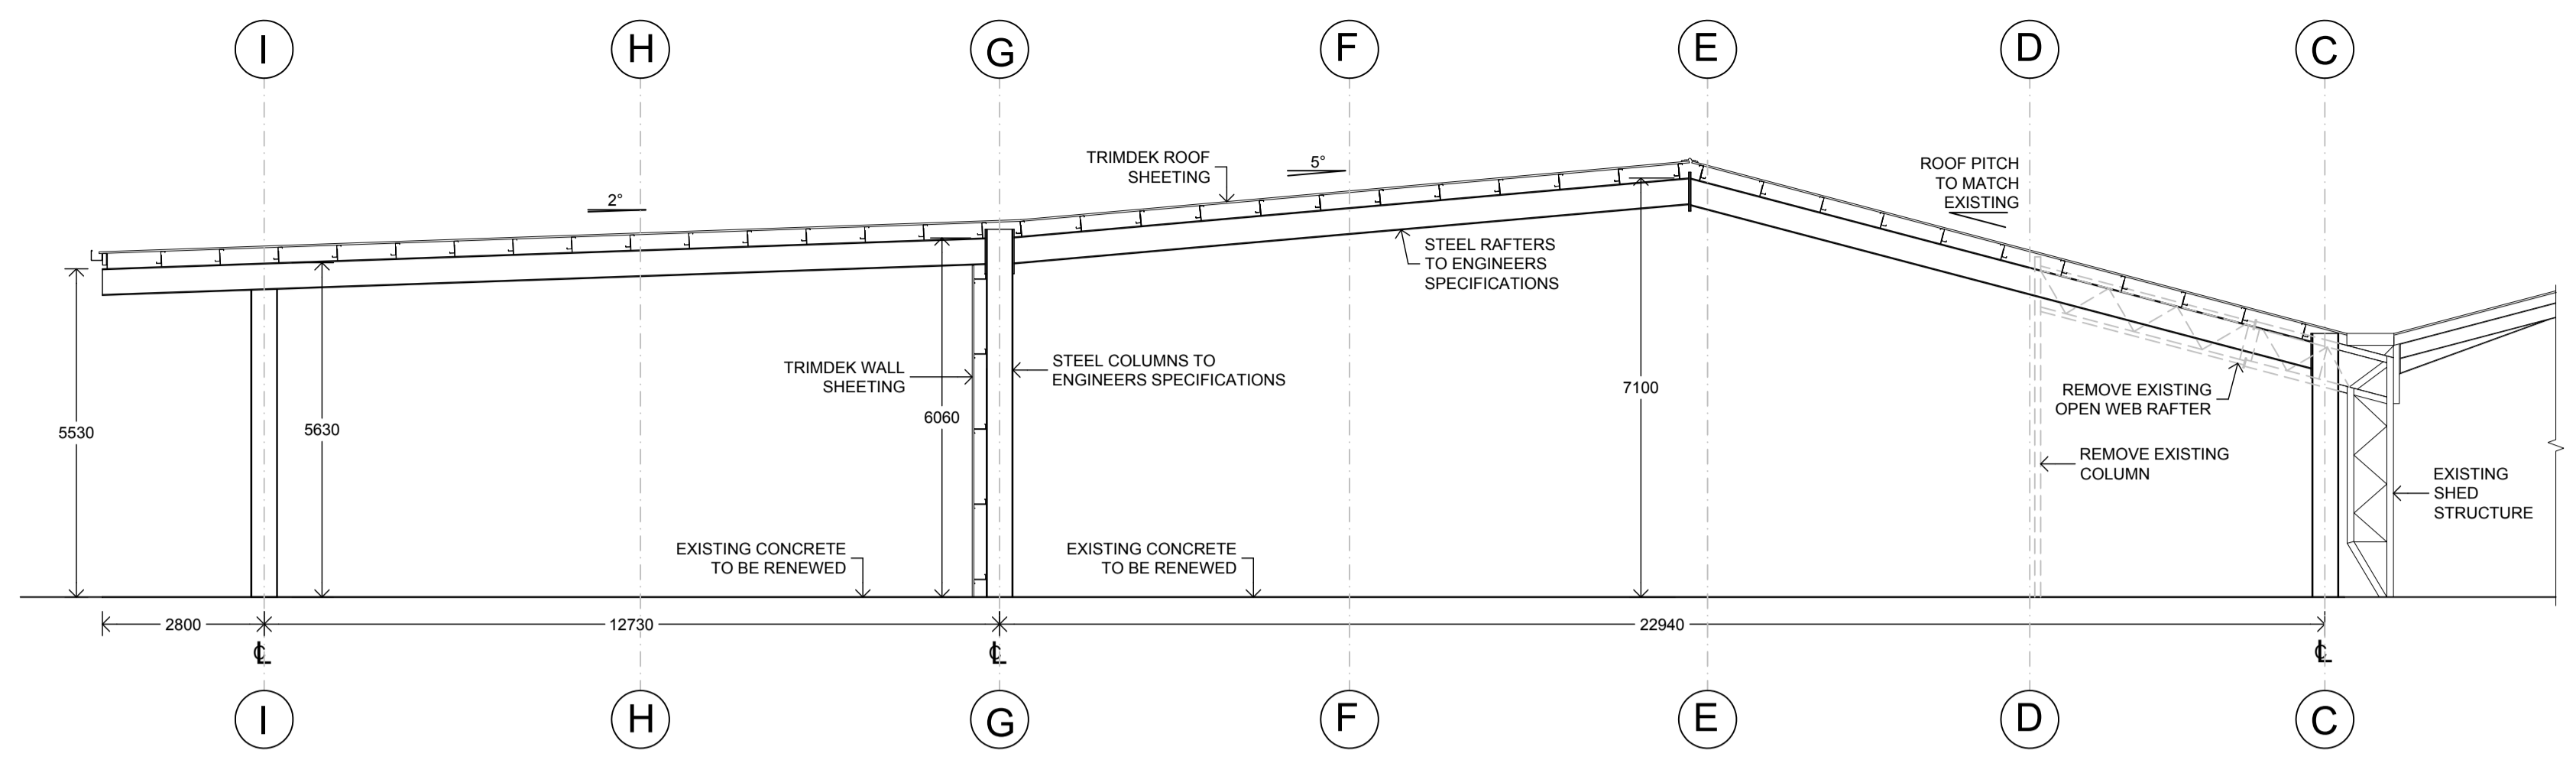 I
H
G
F
E
D
C
TRIMDEK ROOF
SHEETING
5°
ROOF PITCH
TO MATCH
EXISTING
2°
STEEL RAFTERS
TO ENGINEERS
SPECIFICATIONS
TRIMDEK WALL
SHEETING
STEEL COLUMNS TO
ENGINEERS SPECIFICATIONS
7100
REMOVE EXISTING
OPEN WEB RAFTER
5530
5630
6060
REMOVE EXISTING
COLUMN
EXISTING
SHED
STRUCTURE
EXISTING CONCRETE
TO BE RENEWED
EXISTING CONCRETE
TO BE RENEWED
2800
12730
22940
℄
℄
℄
I
H
G
F
E
D
C